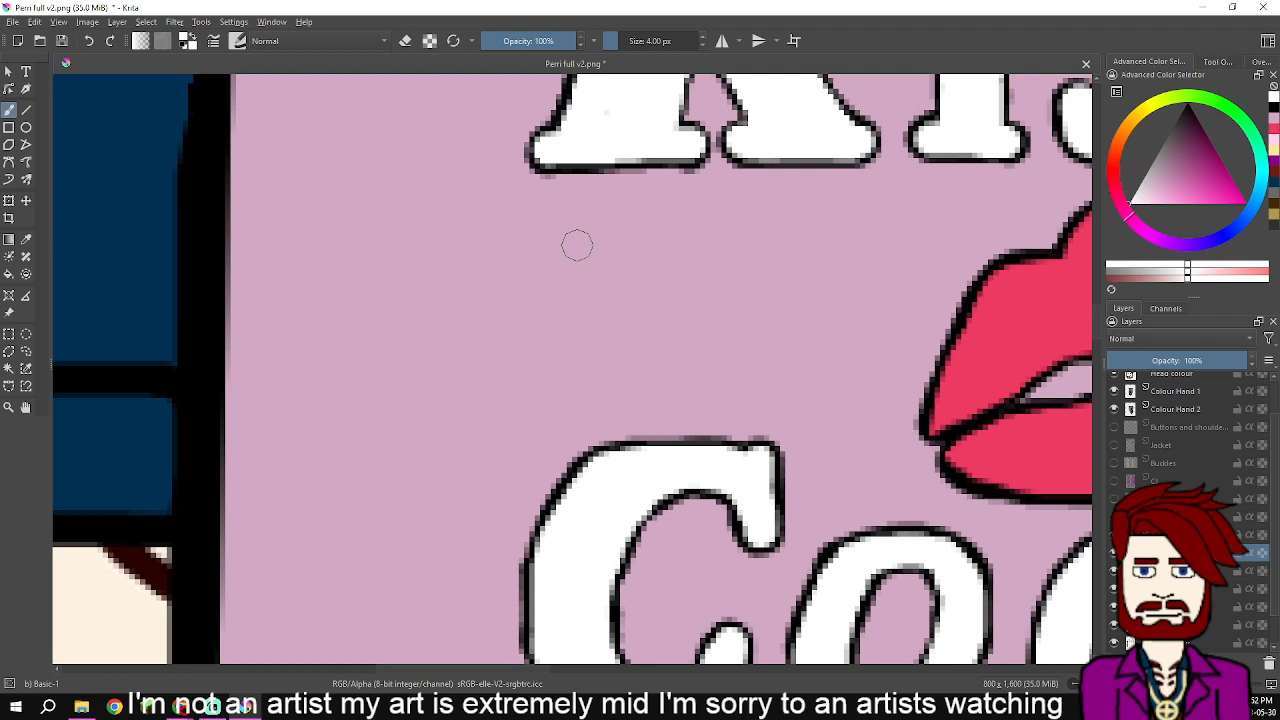 Perri full v2.png (35.6 MiB) * - Krita
File Edit View Image Layer Select Filter Tools Settings Window Help
Normal Opacity: 100% Size: 4.00 px
Perri full v2.png *
Advanced Color Sel... Tool O... Ove...
Advanced Color Selector
Co
Layers Channels
Layers
Normal
Opacity: 100%
Head colour
Colour Hand 1
Colour Hand 2
Buttons and shoulde...
Jacket
Buckles
b) Basic-1 RGB/Alpha (8-bit integer/channel) sRGB-elle-V2-srgbtrc.icc 800 x 1,600 (35.6 MiB)
I'm not an artist my art is extremely mid I'm sorry to an artists watching